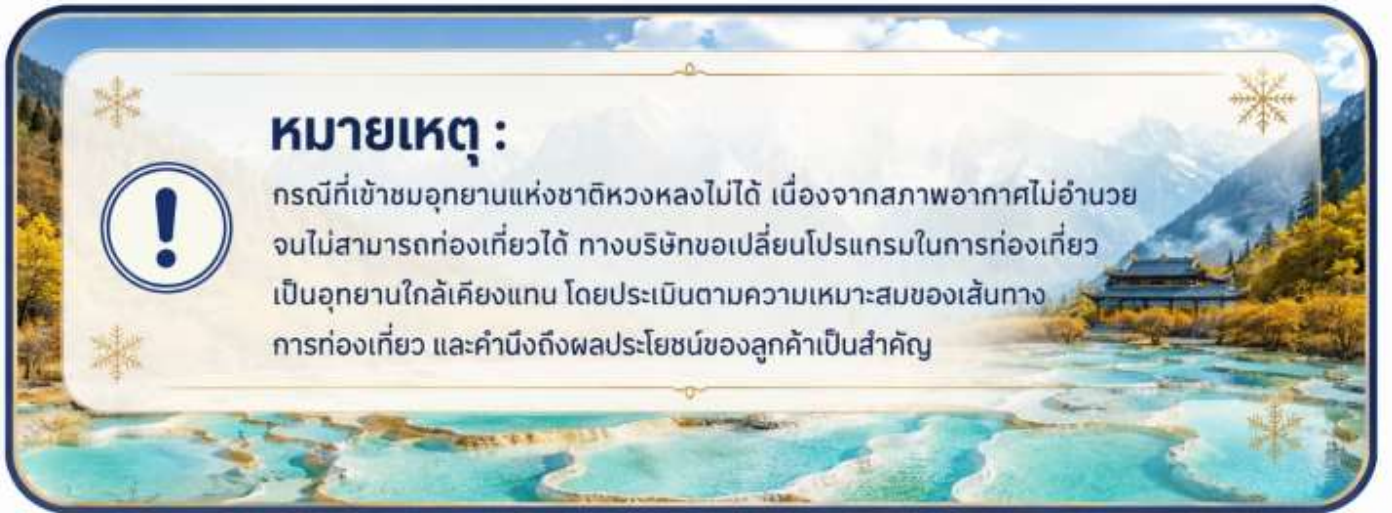 หมายเหตุ :
กรณีที่เข้าชมอุทยานแห่งชาติหวงหลงไม่ได้ เนื่องจากสภาพอากาศไม่อำนวย
จนไม่สามารถท่องเที่ยวได้ ทางบริษัทขอเปลี่ยนโปรแกรมในการท่องเที่ยว
เป็นอุทยานใกล้เคียงแทน โดยประเมินตามความเหมาะสมของเส้นทาง
การท่องเที่ยว และคำนึงถึงผลประโยชน์ของลูกค้าเป็นสำคัญ